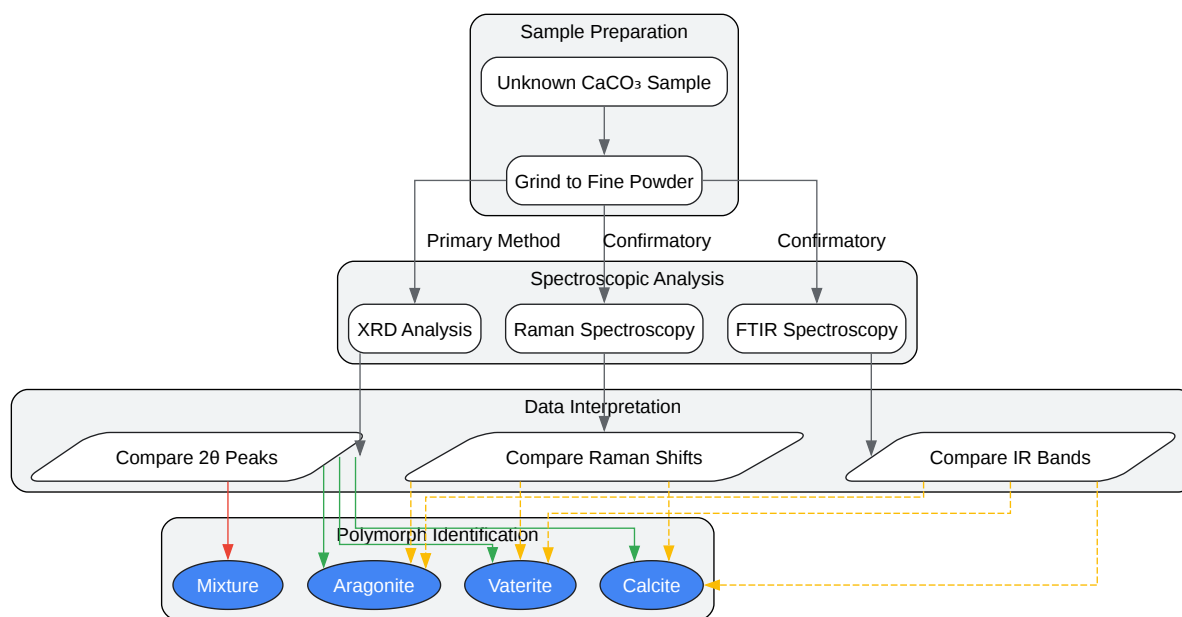 Sample Preparation
Unknown CaCO₃ Sample
Grind to Fine Powder
Primary Method
Confirmatory
Confirmatory
Spectroscopic Analysis
XRD Analysis
Raman Spectroscopy
FTIR Spectroscopy
Data Interpretation
Compare 2θ Peaks
Compare Raman Shifts
Compare IR Bands
Polymorph Identification
Mixture
Aragonite
Vaterite
Calcite